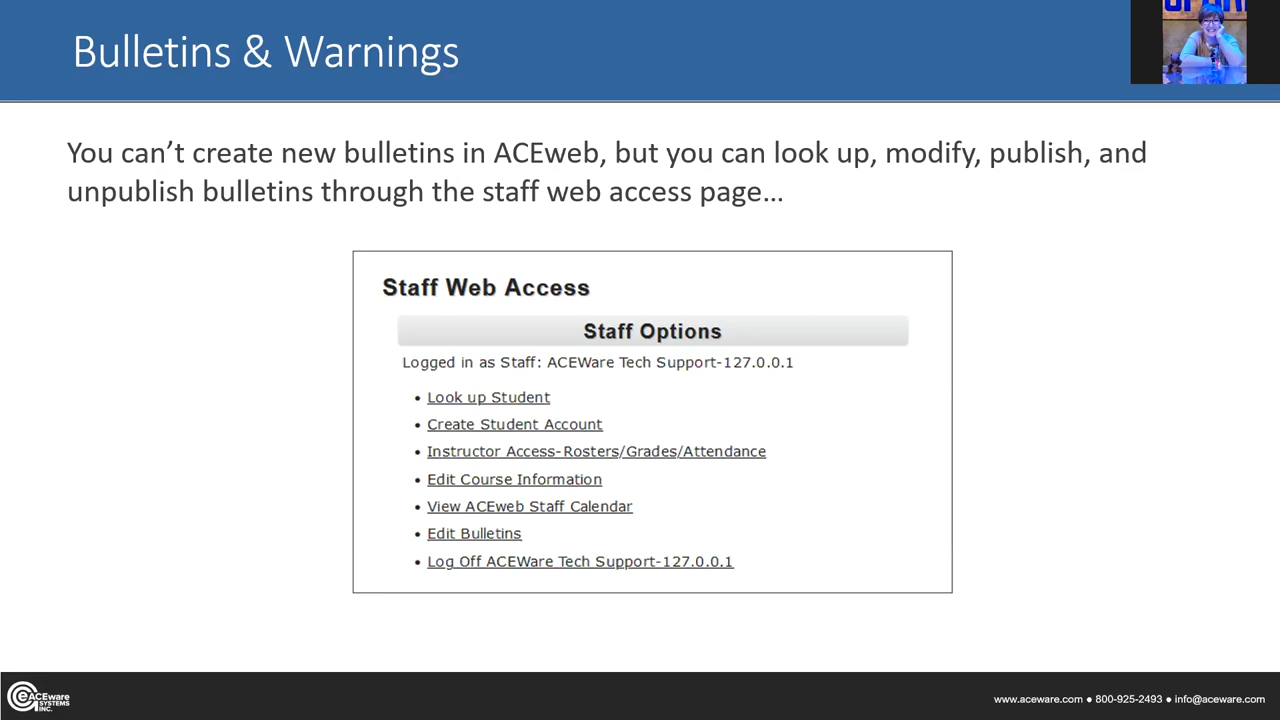 Bulletins & Warnings
You can’t create new bulletins in ACEweb, but you can look up, modify, publish, and
unpublish bulletins through the staff web access page…
Staff Web Access
Staff Options
Logged in as Staff: ACEWare Tech Support-127.0.0.1
• Look up Student
• Create Student Account
• Instructor Access-Rosters/Grades/Attendance
• Edit Course Information
• View ACEweb Staff Calendar
• Edit Bulletins
• Log Off ACEWare Tech Support-127.0.0.1
ACEware
SYSTEMS
INC.
www.aceware.com ● 800-925-2493 ● info@aceware.com